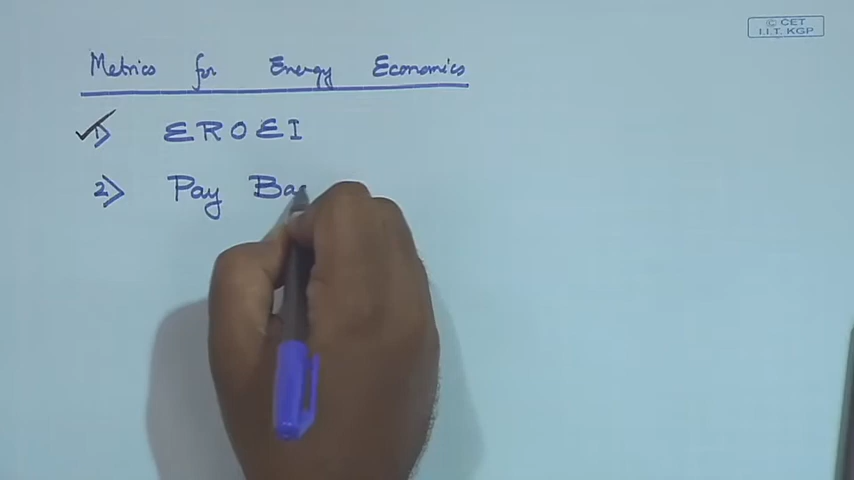 © CET
I.I.T. KGP
Metrics for Energy Economics
1> EROEI
2> Pay Ba